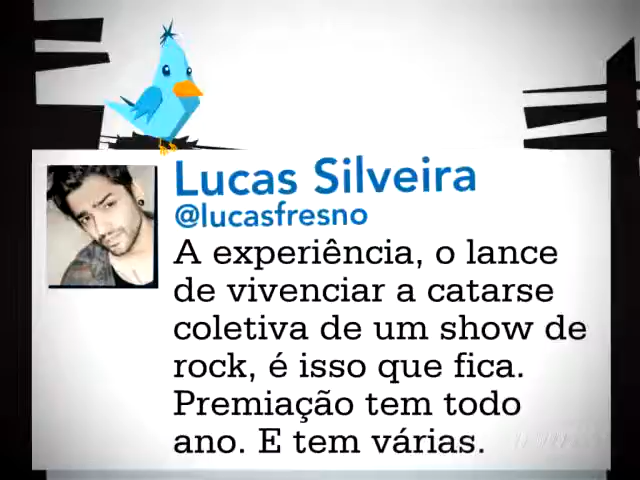 Lucas Silveira
@lucasfresno
A experiência, o lance
de vivenciar a catarse
coletiva de um show de
rock, é isso que fica.
Premiação tem todo
ano. E tem várias.